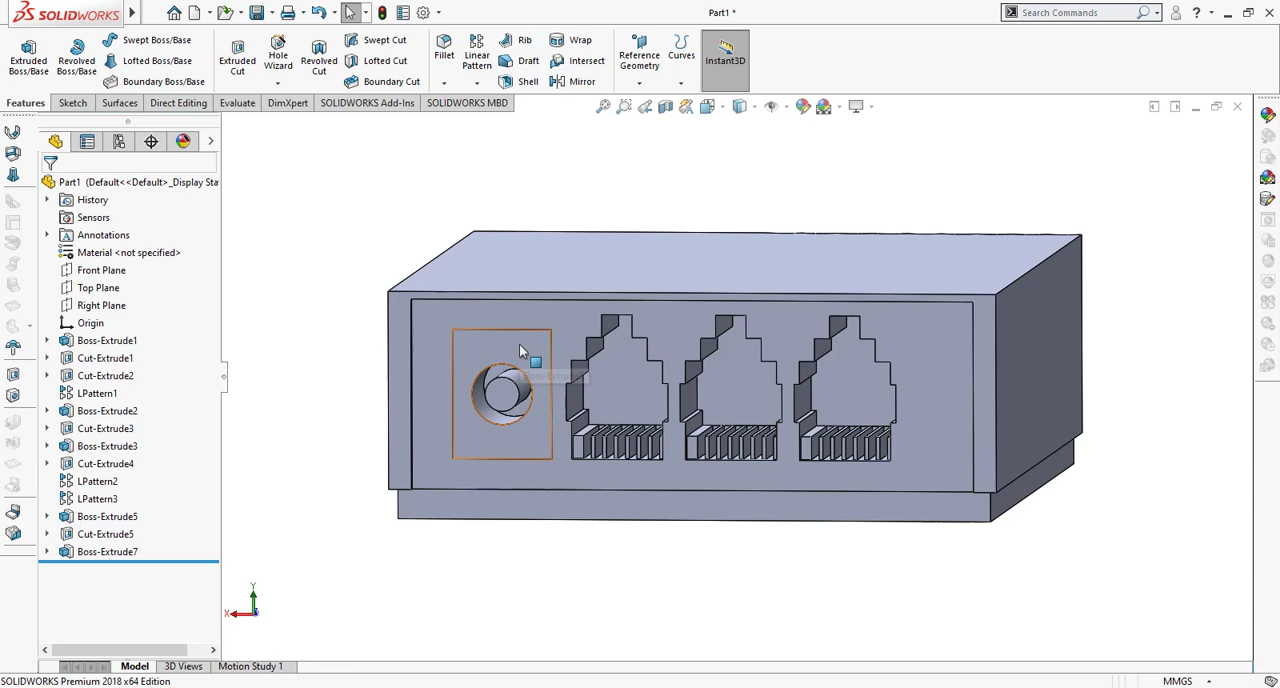 SOLIDWORKS
Part1 *
Search Commands
Extruded Boss/Base
Revolved Boss/Base
Swept Boss/Base
Lofted Boss/Base
Boundary Boss/Base
Extruded Cut
Hole Wizard
Revolved Cut
Swept Cut
Lofted Cut
Boundary Cut
Fillet
Linear Pattern
Rib
Draft
Shell
Wrap
Intersect
Mirror
Reference Geometry
Curves
Instant3D
Features
Sketch
Surfaces
Direct Editing
Evaluate
DimXpert
SOLIDWORKS Add-Ins
SOLIDWORKS MBD
Part1 (Default<<Default>_Display Sta
History
Sensors
Annotations
Material <not specified>
Front Plane
Top Plane
Right Plane
Origin
Boss-Extrude1
Cut-Extrude1
Cut-Extrude2
LPattern1
Boss-Extrude2
Cut-Extrude3
Boss-Extrude3
Cut-Extrude4
LPattern2
LPattern3
Boss-Extrude5
Cut-Extrude5
Boss-Extrude7
Y
X
Model
3D Views
Motion Study 1
SOLIDWORKS Premium 2018 x64 Edition
MMGS